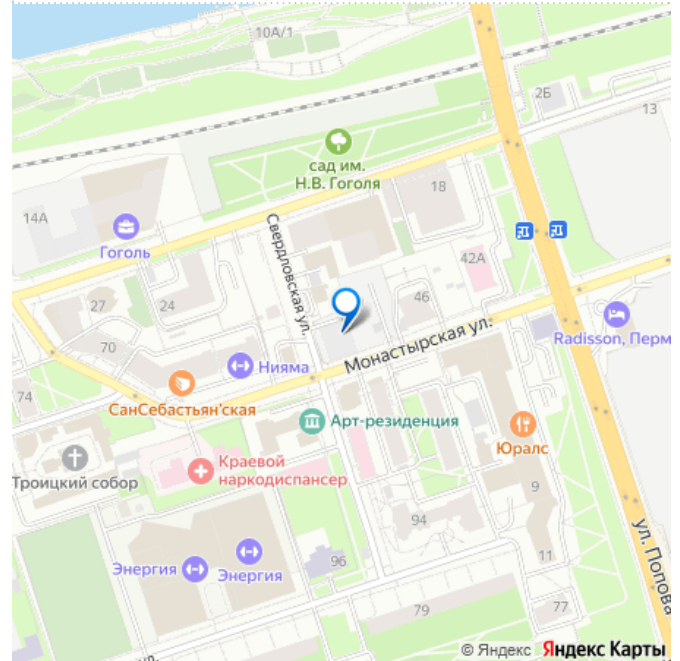 10А/1
2Б
13
сад им.
Н.В. Гоголя
18
14А
Гоголь
Свердловская ул.
42А
27
24
46
Radisson, Перм
70
Монастырская ул.
Нияма
74
СанСебастьян'ская
Арт-резиденция
Юралс
Троицкий собор
Краевой
наркодиспансер
9
94
ул. Попова
Энергия
Энергия
96
11
79
77
ул.
© Яндекс Яндекс Карты